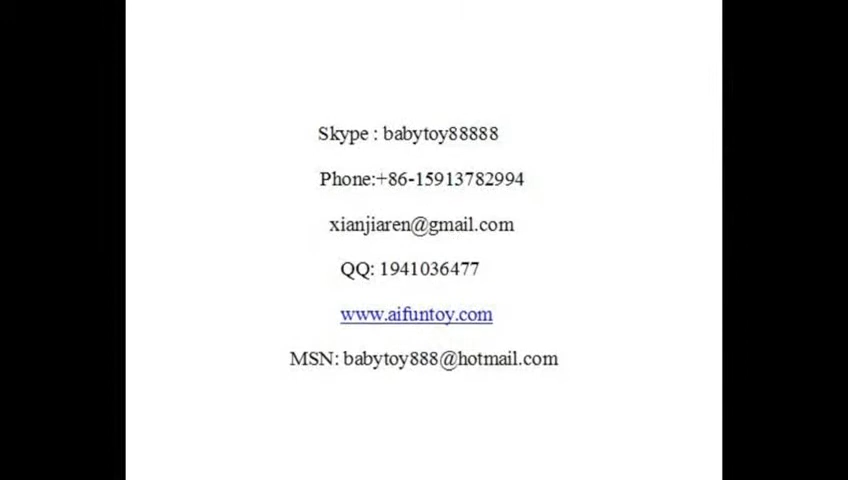 Skype : babytoy88888
Phone:+86-15913782994
xianjiaren@gmail.com
QQ: 1941036477
www.aifuntoy.com
MSN: babytoy888@hotmail.com